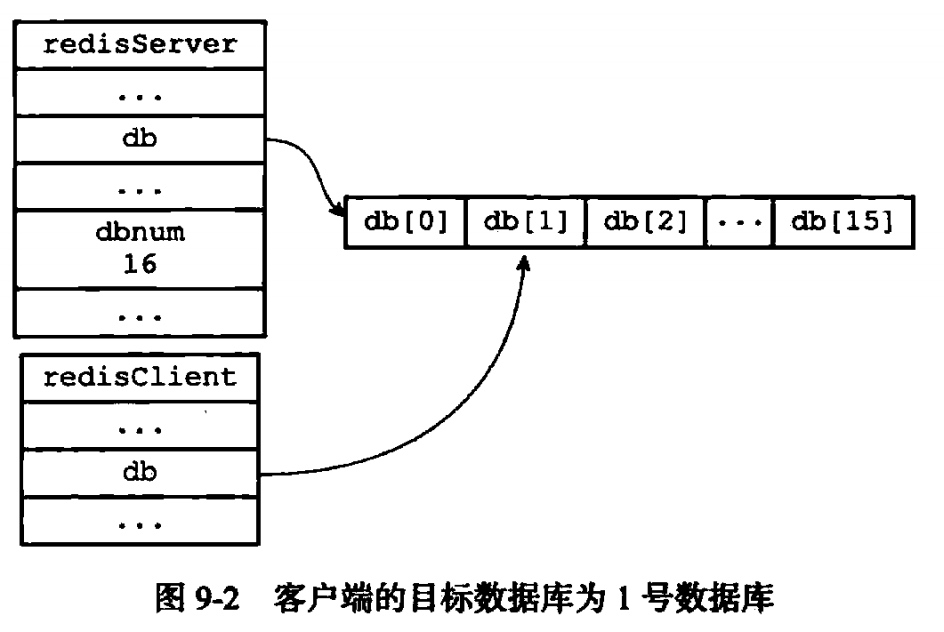 redisServer
...
db
...
dbnum
16
...
db[0] db[1] db[2] ... db[15]
redisClient
...
db
...
图 9-2 客户端的目标数据库为 1 号数据库